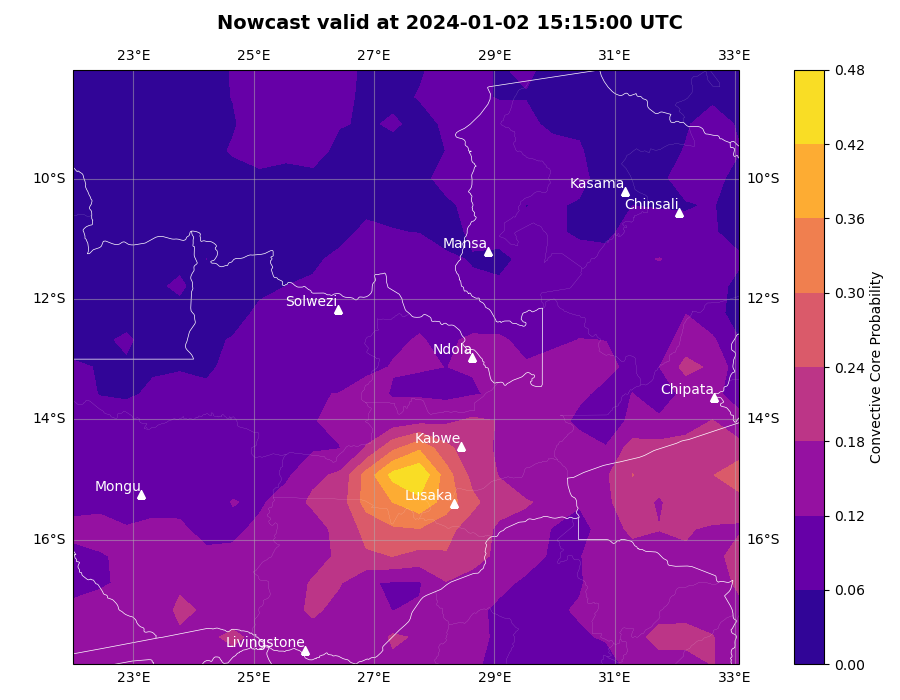 Nowcast valid at 2024-01-02 15:15:00 UTC
23°E 25°E 27°E 29°E 31°E 33°E
0.48
0.42
10°S 10°S
Kasama
Chinsali
0.36
Mansa
Convective Core Probability
0.30
12°S 12°S
Solwezi
Ndola
0.24
Chipata
14°S 14°S
Kabwe
0.18
Mongu
Lusaka
0.12
16°S 16°S
0.06
Livingstone
0.00
23°E 25°E 27°E 29°E 31°E 33°E